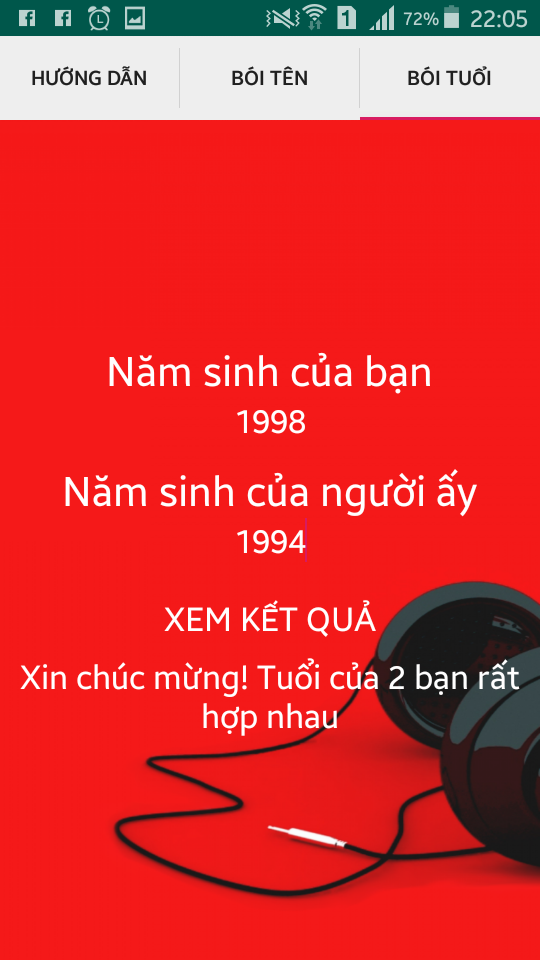 1 72% 22:05
HƯỚNG DẪN BÓI TÊN BÓI TUỔI
Năm sinh của bạn
1998
Năm sinh của người ấy
1994
XEM KẾT QUẢ
Xin chúc mừng! Tuổi của 2 bạn rất
hợp nhau